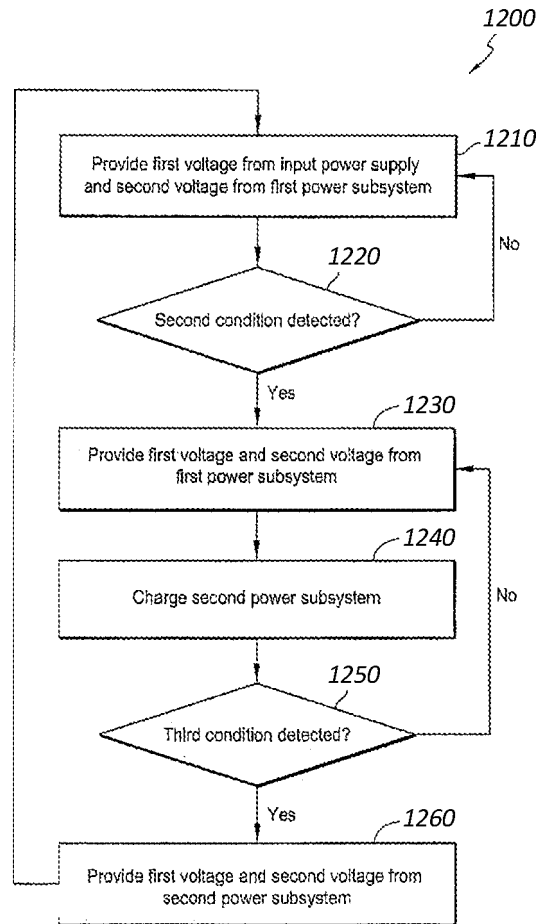 1200
1210
Provide first voltage from input power supply
and second voltage from first power subsystem
No
1220
Second condition detected?
Yes
1230
Provide first voltage and second voltage from
first power subsystem
1240
Charge second power subsystem
No
1250
Third condition detected?
Yes
1260
Provide first voltage and second voltage from
second power subsystem